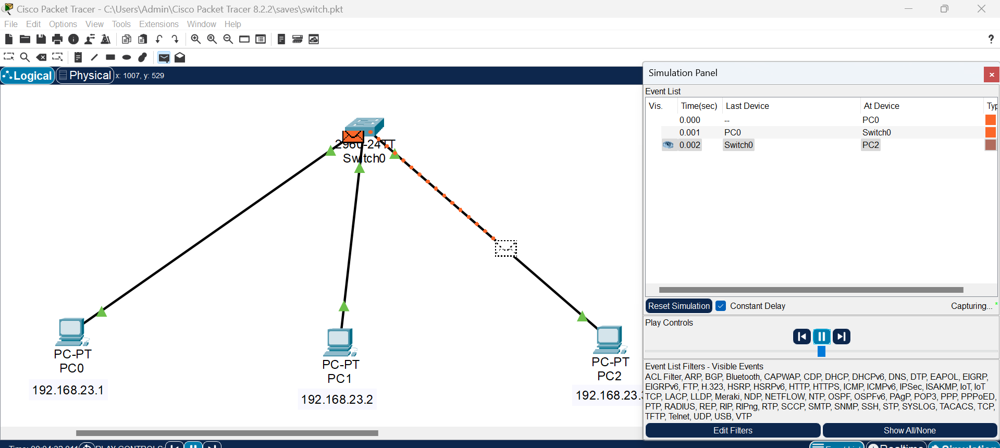 Cisco Packet Tracer - C:\Users\Admin\Cisco Packet Tracer 8.2.2\saves\switch.pkt
File Edit Options View Tools Extensions Window Help
?
Logical Physical x: 1007, y: 529
Simulation Panel
Event List
Vis. Time(sec) Last Device At Device Typ
0.000 -- PC0
0.001 PC0 Switch0
0.002 Switch0 PC2
2960-24TT
Switch0
PC-PT
PC0
192.168.23.1
PC-PT
PC1
192.168.23.2
PC-PT
PC2
192.168.23.3
Reset Simulation Constant Delay Capturing... *
Play Controls
Event List Filters - Visible Events
ACL Filter, ARP, BGP, Bluetooth, CAPWAP, CDP, DHCP, DHCPv6, DNS, DTP, EAPOL, EIGRP,
EIGRPv6, FTP, H.323, HSRP, HSRPv6, HTTP, HTTPS, ICMP, ICMPv6, IPSec, ISAKMP, IoT, IoT
TCP, LACP, LLDP, Meraki, NDP, NETFLOW, NTP, OSPF, OSPFv6, PAgP, POP3, PPP, PPPoED,
PTP, RADIUS, REP, RIP, RIPng, RTP, SCCP, SMTP, SNMP, SSH, STP, SYSLOG, TACACS, TCP,
TFTP, Telnet, UDP, USB, VTP
Edit Filters Show All/None
PLAY CONTROLS: Event List Realtime Simulation